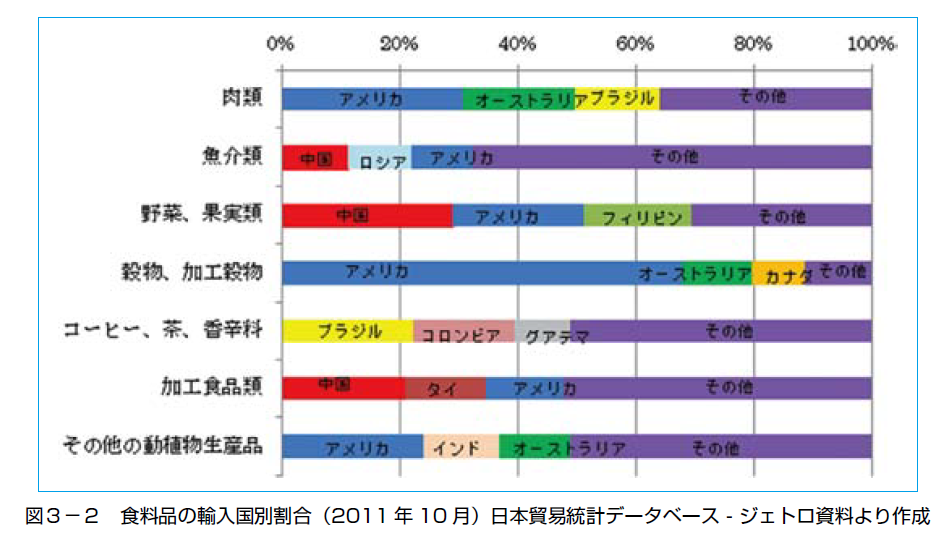 0% 20% 40% 60% 80% 100%
肉類 アメリカ オーストラリア ブラジル その他
魚介類 中国 ロシア アメリカ その他
野菜、果実類 中国 アメリカ フィリピン その他
穀物、加工穀物 アメリカ オーストラリア カナダ その他
コーヒー、茶、香辛料 ブラジル コロンビア グアテマ その他
加工食品類 中国 タイ アメリカ その他
その他の動植物生産品 アメリカ インド オーストラリア その他
図3-2 食料品の輸入国別割合（2011年10月）日本貿易統計データベース - ジェトロ資料より作成